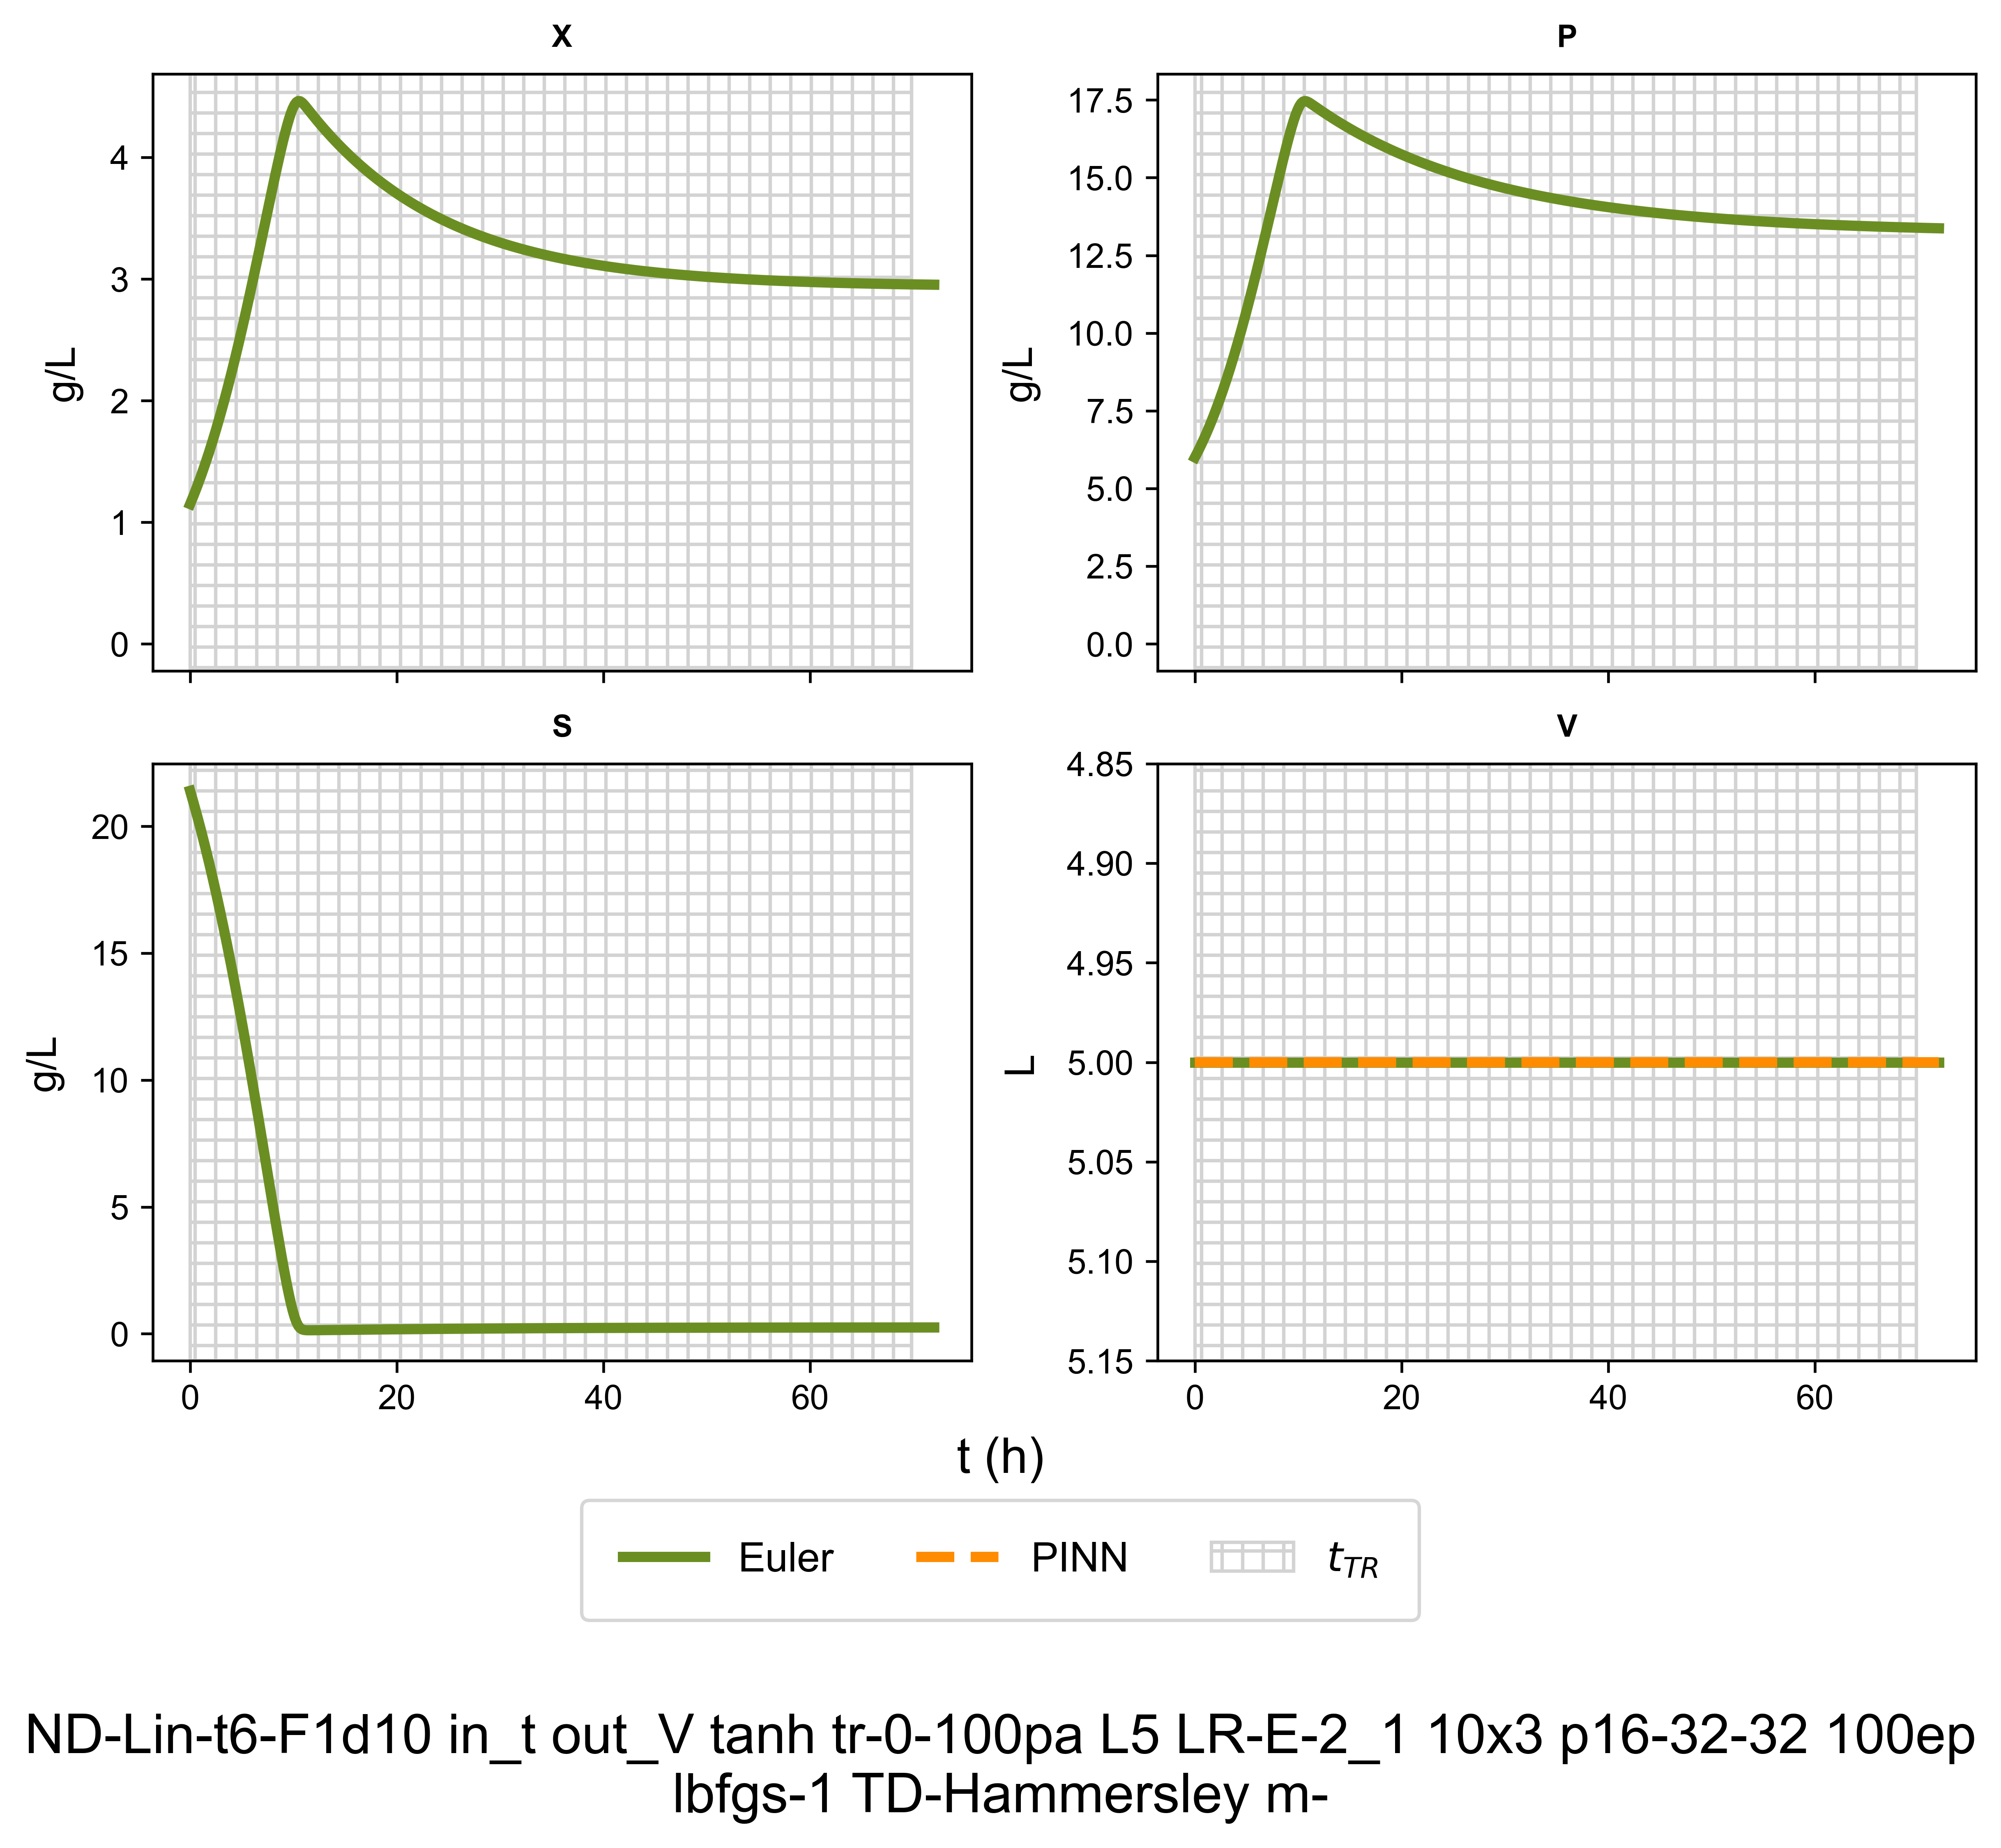 X
P
4
3
2
1
0
g/L
17.5
15.0
12.5
10.0
7.5
5.0
2.5
0.0
g/L
S
V
20
15
10
5
0
g/L
4.85
4.90
4.95
5.00
5.05
5.10
5.15
L
0 20 40 60
0 20 40 60
t (h)
Euler PINN t_TR
ND-Lin-t6-F1d10 in_t out_V tanh tr-0-100pa L5 LR-E-2_1 10x3 p16-32-32 100ep
lbfgs-1 TD-Hammersley m-